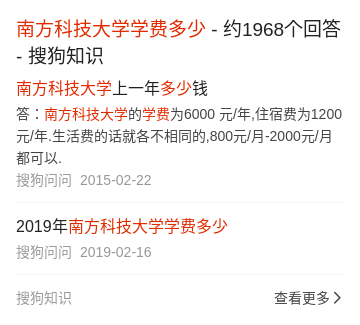 南方科技大学学费多少 - 约1968个回答
- 搜狗知识
南方科技大学上一年多少钱
答：南方科技大学的学费为6000 元/年,住宿费为1200
元/年.生活费的话就各不相同的,800元/月-2000元/月
都可以.
搜狗问问 2015-02-22
2019年南方科技大学学费多少
搜狗问问 2019-02-16
搜狗知识 查看更多